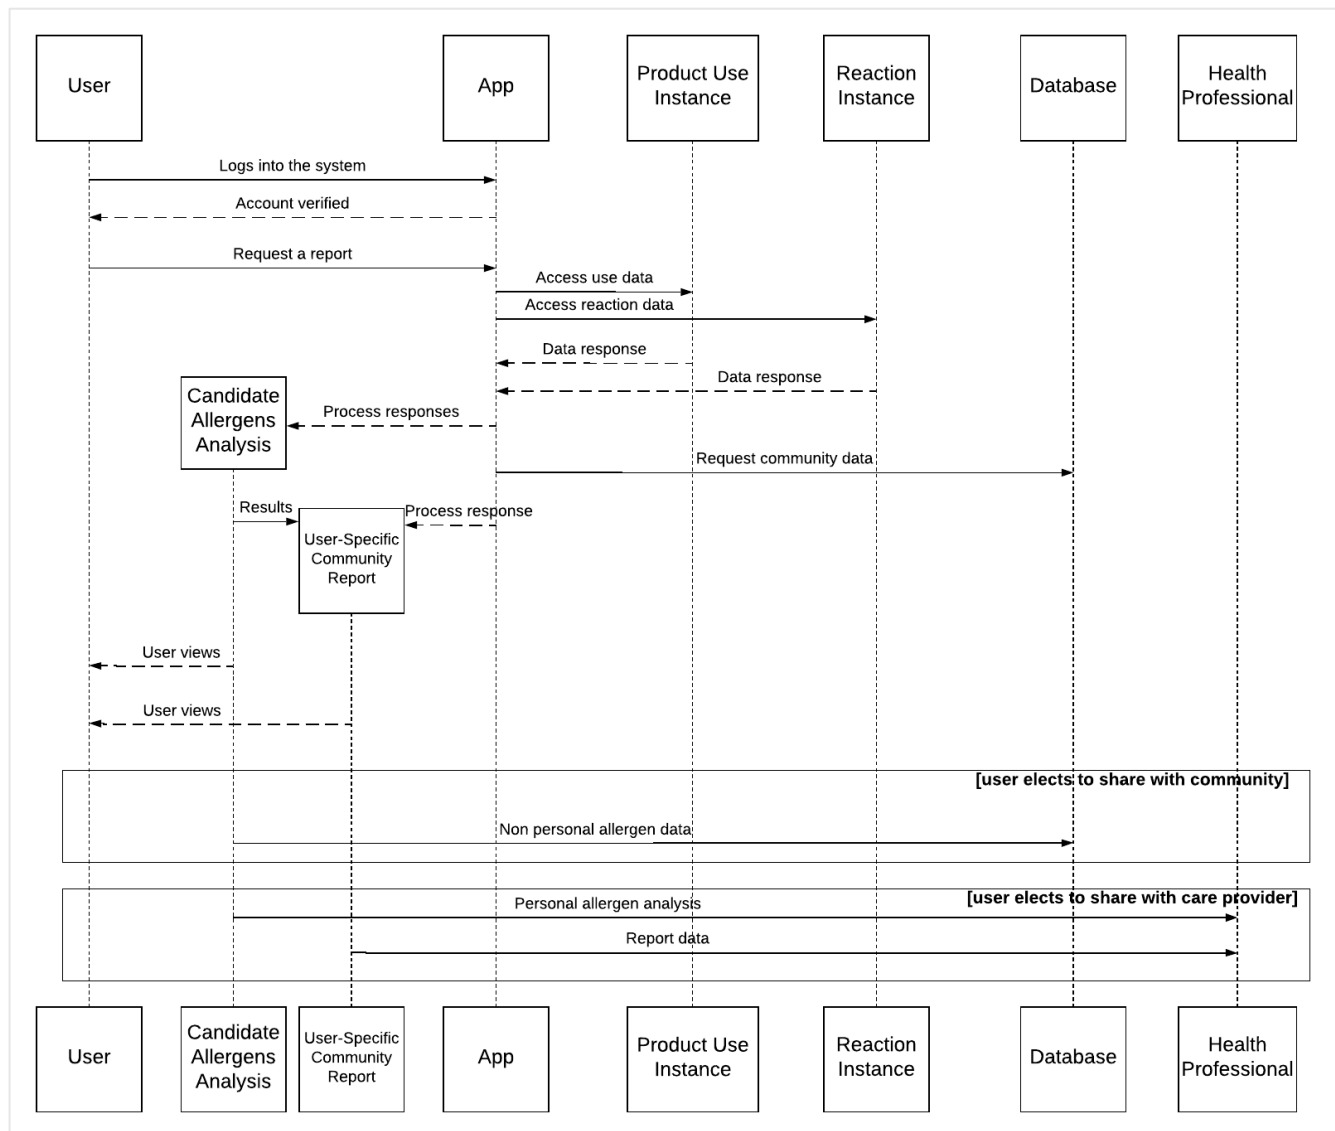 User
App
Product Use
Instance
Reaction
Instance
Database
Health
Professional
Logs into the system
Account verified
Request a report
Access use data
Access reaction data
Data response
Data response
Candidate
Allergens
Analysis
Process responses
Request community data
Results
Process response
User-Specific
Community
Report
User views
User views
[user elects to share with community]
Non personal allergen data
[user elects to share with care provider]
Personal allergen analysis
Report data
User
Candidate
Allergens
Analysis
User-Specific
Community
Report
App
Product Use
Instance
Reaction
Instance
Database
Health
Professional